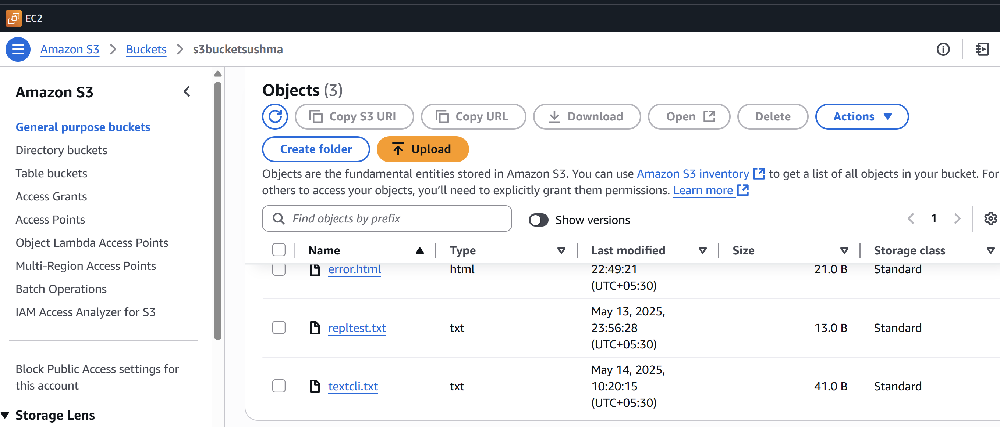 EC2
Amazon S3 Buckets s3bucketsushma
Amazon S3
General purpose buckets
Directory buckets
Table buckets
Access Grants
Access Points
Object Lambda Access Points
Multi-Region Access Points
Batch Operations
IAM Access Analyzer for S3
Block Public Access settings for
this account
Storage Lens
Objects (3)
Copy S3 URI Copy URL Download Open Delete Actions
Create folder Upload
Objects are the fundamental entities stored in Amazon S3. You can use Amazon S3 inventory to get a list of all objects in your bucket. For
others to access your objects, you’ll need to explicitly grant them permissions. Learn more
Find objects by prefix Show versions 1
Name Type Last modified Size Storage class
error.html html 22:49:21 21.0 B Standard
(UTC+05:30)
May 13, 2025,
repltest.txt txt 23:56:28 13.0 B Standard
(UTC+05:30)
May 14, 2025,
textcli.txt txt 10:20:15 41.0 B Standard
(UTC+05:30)